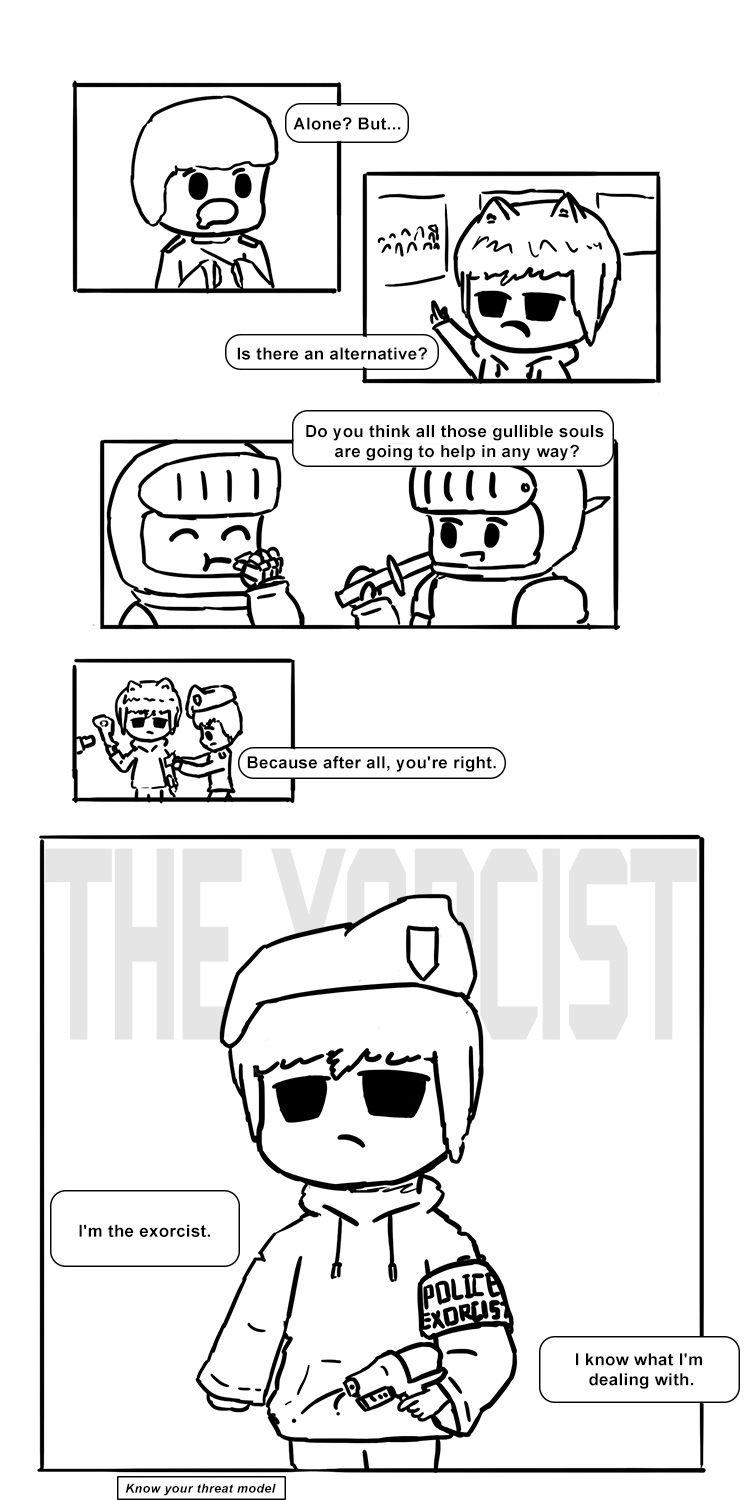 Alone? But...
Is there an alternative?
Do you think all those gullible souls
are going to help in any way?
Because after all, you're right.
THE XORCIST
I'm the exorcist.
POLICE
EXORCIST
I know what I'm
dealing with.
Know your threat model